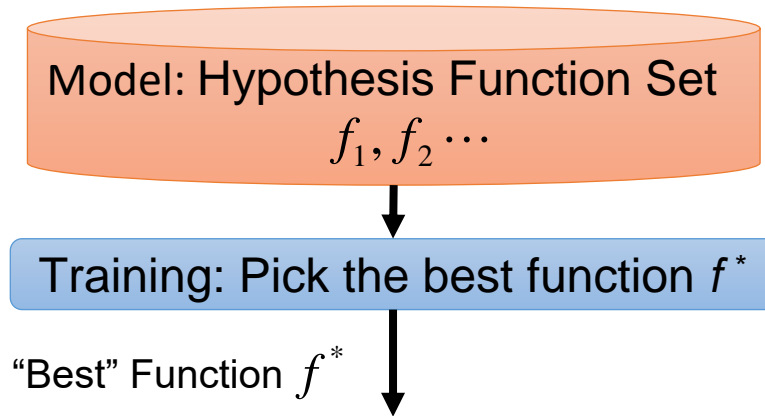 Model: Hypothesis Function Set
f₁, f₂ ⋯
Training: Pick the best function f *
“Best” Function f *